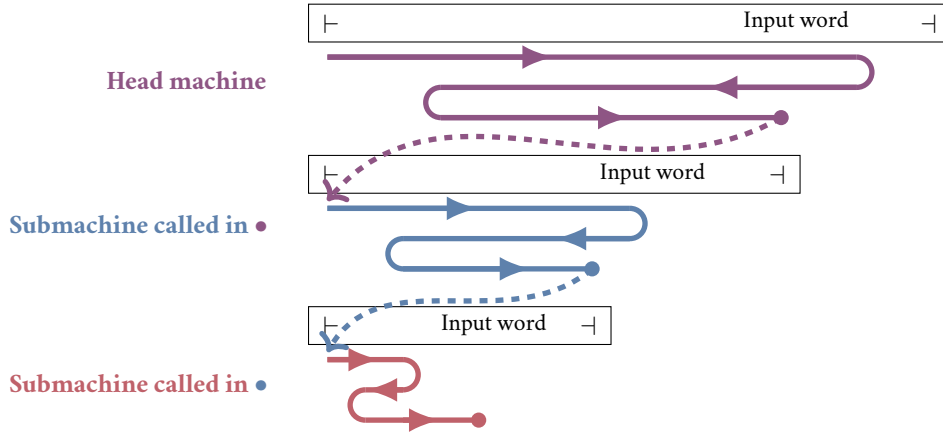 ⊢ Input word ⊣
Head machine
⊢ Input word ⊣
Submachine called in ●
⊢ Input word ⊣
Submachine called in ●